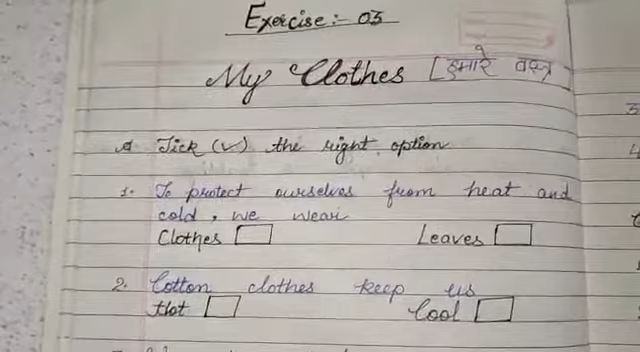 Exercise:- 03
My Clothes [हमारे वस्त्र
A Tick (✓) the right option
1. To protect ourselves from heat and
cold, we wear
Clothes Leaves
2. Cotton clothes keep us
Hot Cool